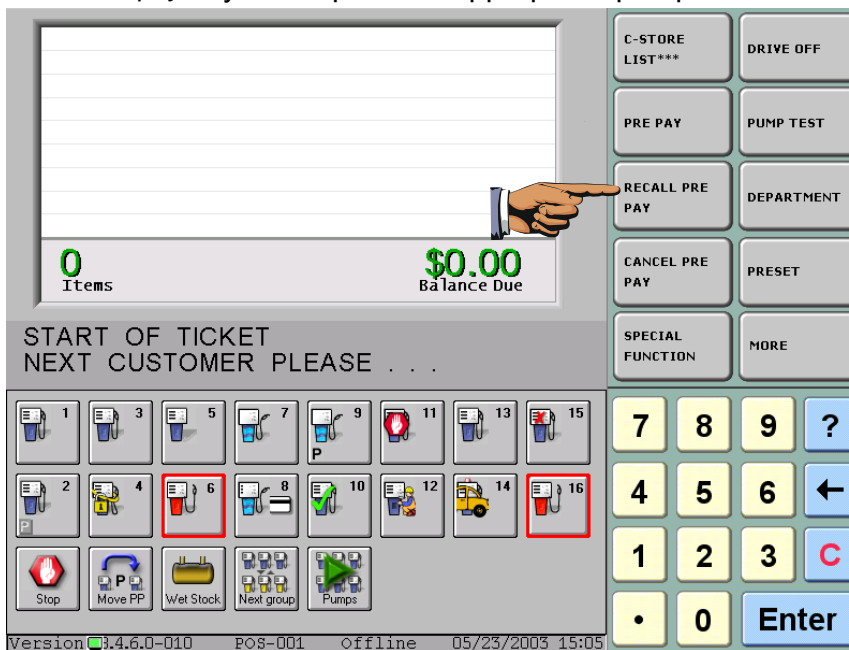 0
Items
$0.00
Balance Due
START OF TICKET
NEXT CUSTOMER PLEASE . . .
C-STORE
LIST***
DRIVE OFF
PRE PAY
PUMP TEST
RECALL PRE
PAY
DEPARTMENT
CANCEL PRE
PAY
PRESET
SPECIAL
FUNCTION
MORE
1
3
5
7
9
P
11
13
15
2
P
4
6
8
10
12
14
16
Stop
P
Move PP
Wet Stock
Next group
Pumps
7
8
9
?
4
5
6
←
1
2
3
C
•
0
Enter
Version 3.4.6.0-010 POS-001 Offline 05/23/2003 15:05